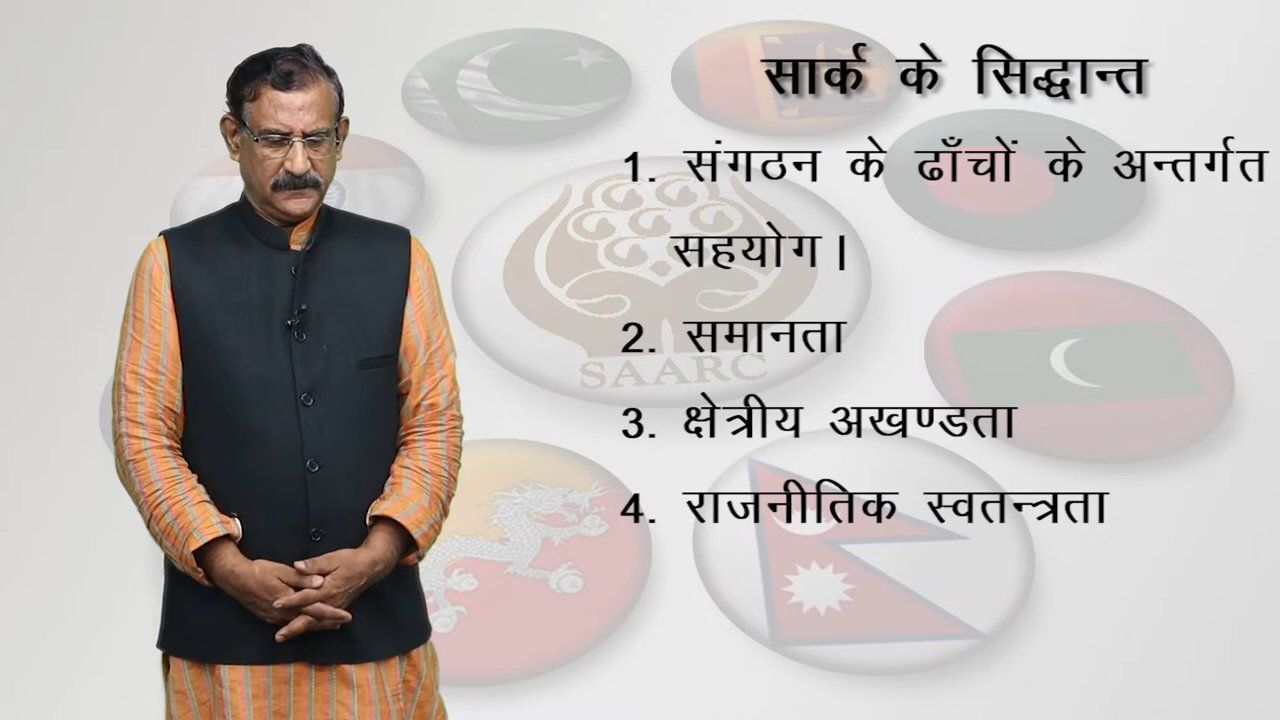 सार्क के सिद्धान्त
1. संगठन के ढाँचों के अन्तर्गत
सहयोग।
2. समानता
SAARC
3. क्षेत्रीय अखण्डता
4. राजनीतिक स्वतन्त्रता